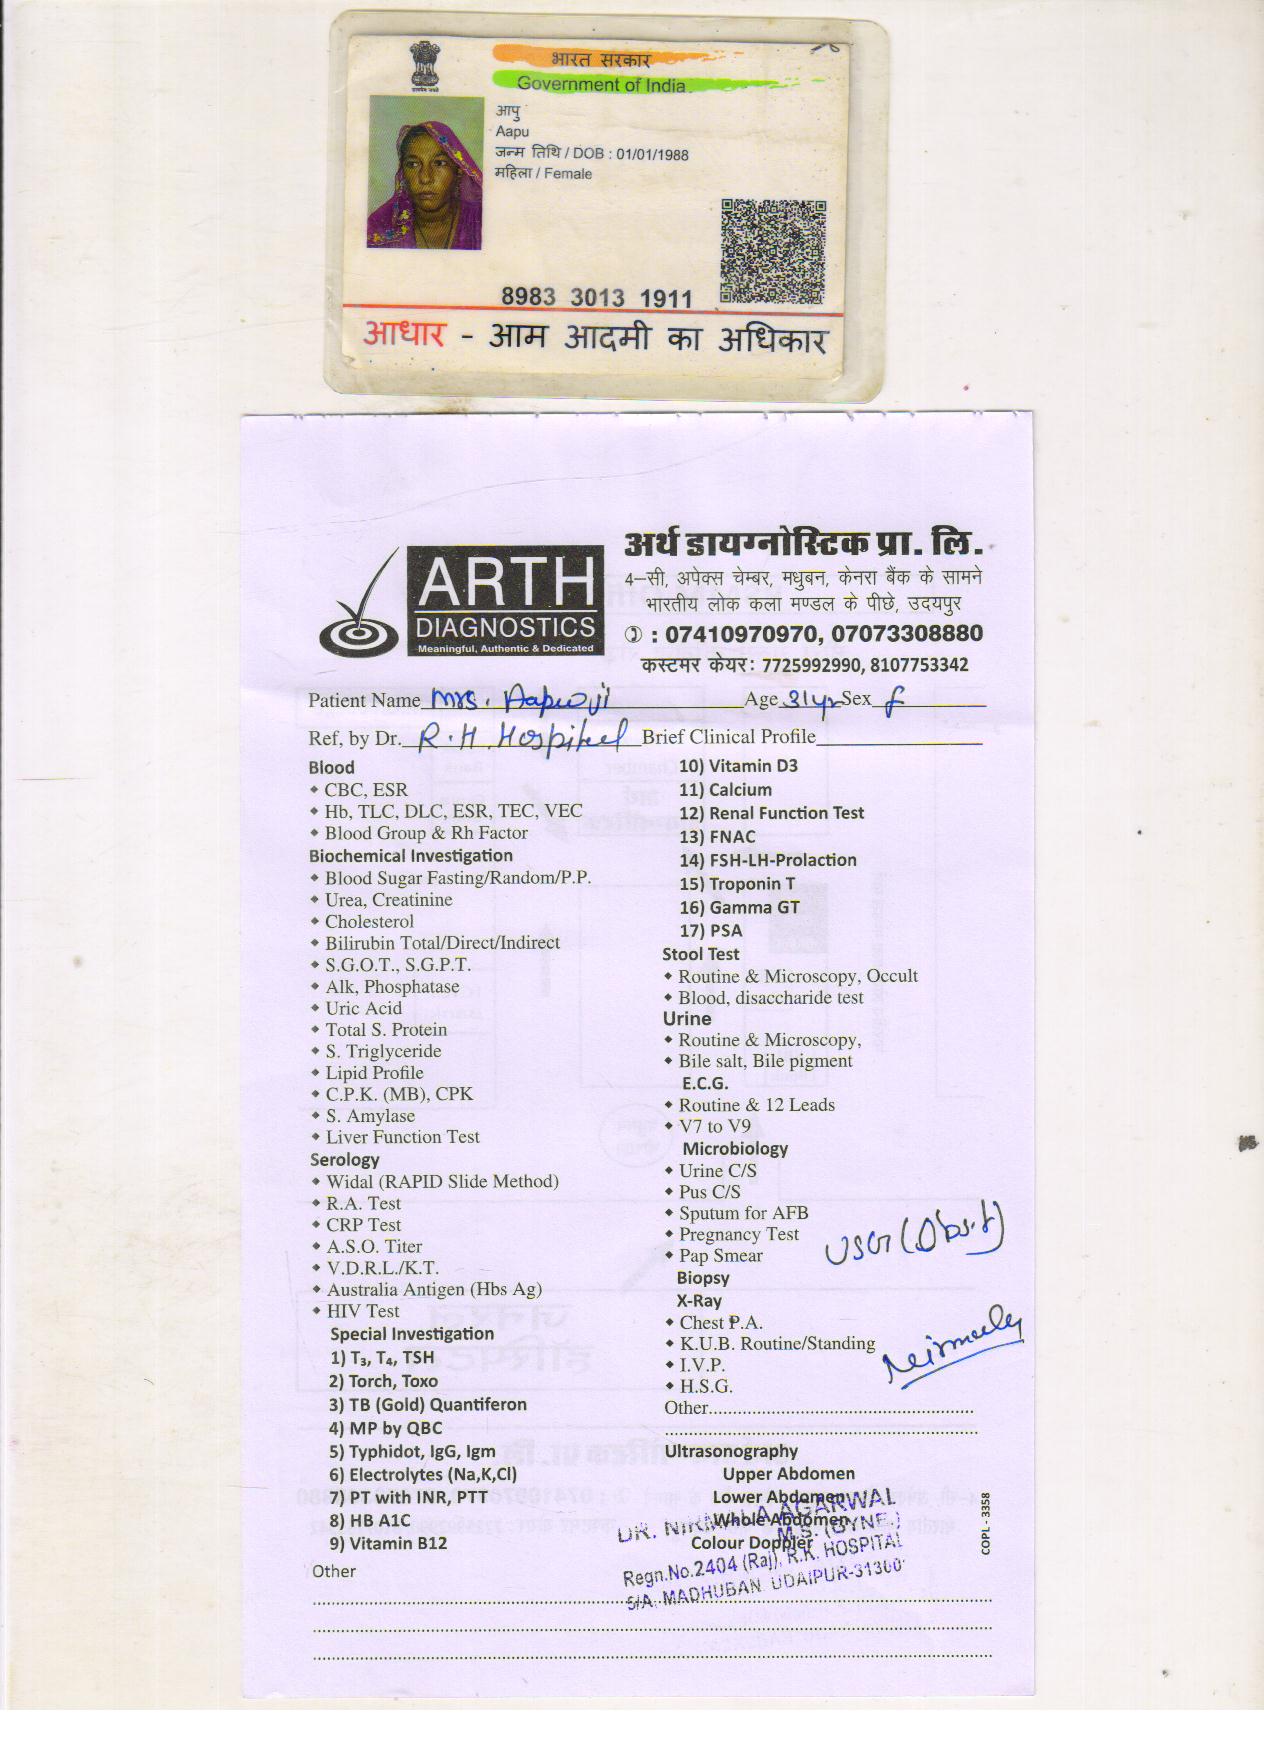 भारत सरकार
Government of India
आपु
Aapu
जन्म तिथि / DOB : 01/01/1988
महिला / Female
8983 3013 1911
आधार - आम आदमी का अधिकार
ARTH
DIAGNOSTICS
Meaningful, Authentic & Dedicated
अर्थ डायग्नोस्टिक प्रा. लि.
4–सी, अपेक्स चेम्बर, मधुबन, केनरा बैंक के सामने
भारतीय लोक कला मण्डल के पीछे, उदयपुर
✆ : 07410970970, 07073308880
कस्टमर केयर: 7725992990, 8107753342
Patient Name Mrs. Aapu ji Age 31yr Sex f
Ref, by Dr. R.H. Hospital Brief Clinical Profile
Blood
CBC, ESR
Hb, TLC, DLC, ESR, TEC, VEC
Blood Group & Rh Factor
Biochemical Investigation
Blood Sugar Fasting/Random/P.P.
Urea, Creatinine
Cholesterol
Bilirubin Total/Direct/Indirect
S.G.O.T., S.G.P.T.
Alk, Phosphatase
Uric Acid
Total S. Protein
S. Triglyceride
Lipid Profile
C.P.K. (MB), CPK
S. Amylase
Liver Function Test
Serology
Widal (RAPID Slide Method)
R.A. Test
CRP Test
A.S.O. Titer
V.D.R.L./K.T.
Australia Antigen (Hbs Ag)
HIV Test
Special Investigation
1) T₃, T₄, TSH
2) Torch, Toxo
3) TB (Gold) Quantiferon
4) MP by QBC
5) Typhidot, IgG, Igm
6) Electrolytes (Na,K,Cl)
7) PT with INR, PTT
8) HB A1C
9) Vitamin B12
Other
10) Vitamin D3
11) Calcium
12) Renal Function Test
13) FNAC
14) FSH-LH-Prolaction
15) Troponin T
16) Gamma GT
17) PSA
Stool Test
Routine & Microscopy, Occult
Blood, disaccharide test
Urine
Routine & Microscopy,
Bile salt, Bile pigment
E.C.G.
Routine & 12 Leads
V7 to V9
Microbiology
Urine C/S
Pus C/S
Sputum for AFB
Pregnancy Test
Pap Smear
USG (Obst)
Biopsy
X-Ray
Chest P.A.
K.U.B. Routine/Standing
I.V.P.
H.S.G.
Other
Ultrasonography
Upper Abdomen
Lower Abdomen
Whole Abdomen
Colour Doppler
AGARWAL
M.S. (GYNE.)
Regn.No.2404 (Raj), R.K. HOSPITAL
5/A, MADHUBAN, UDAIPUR-
COPL - 3358